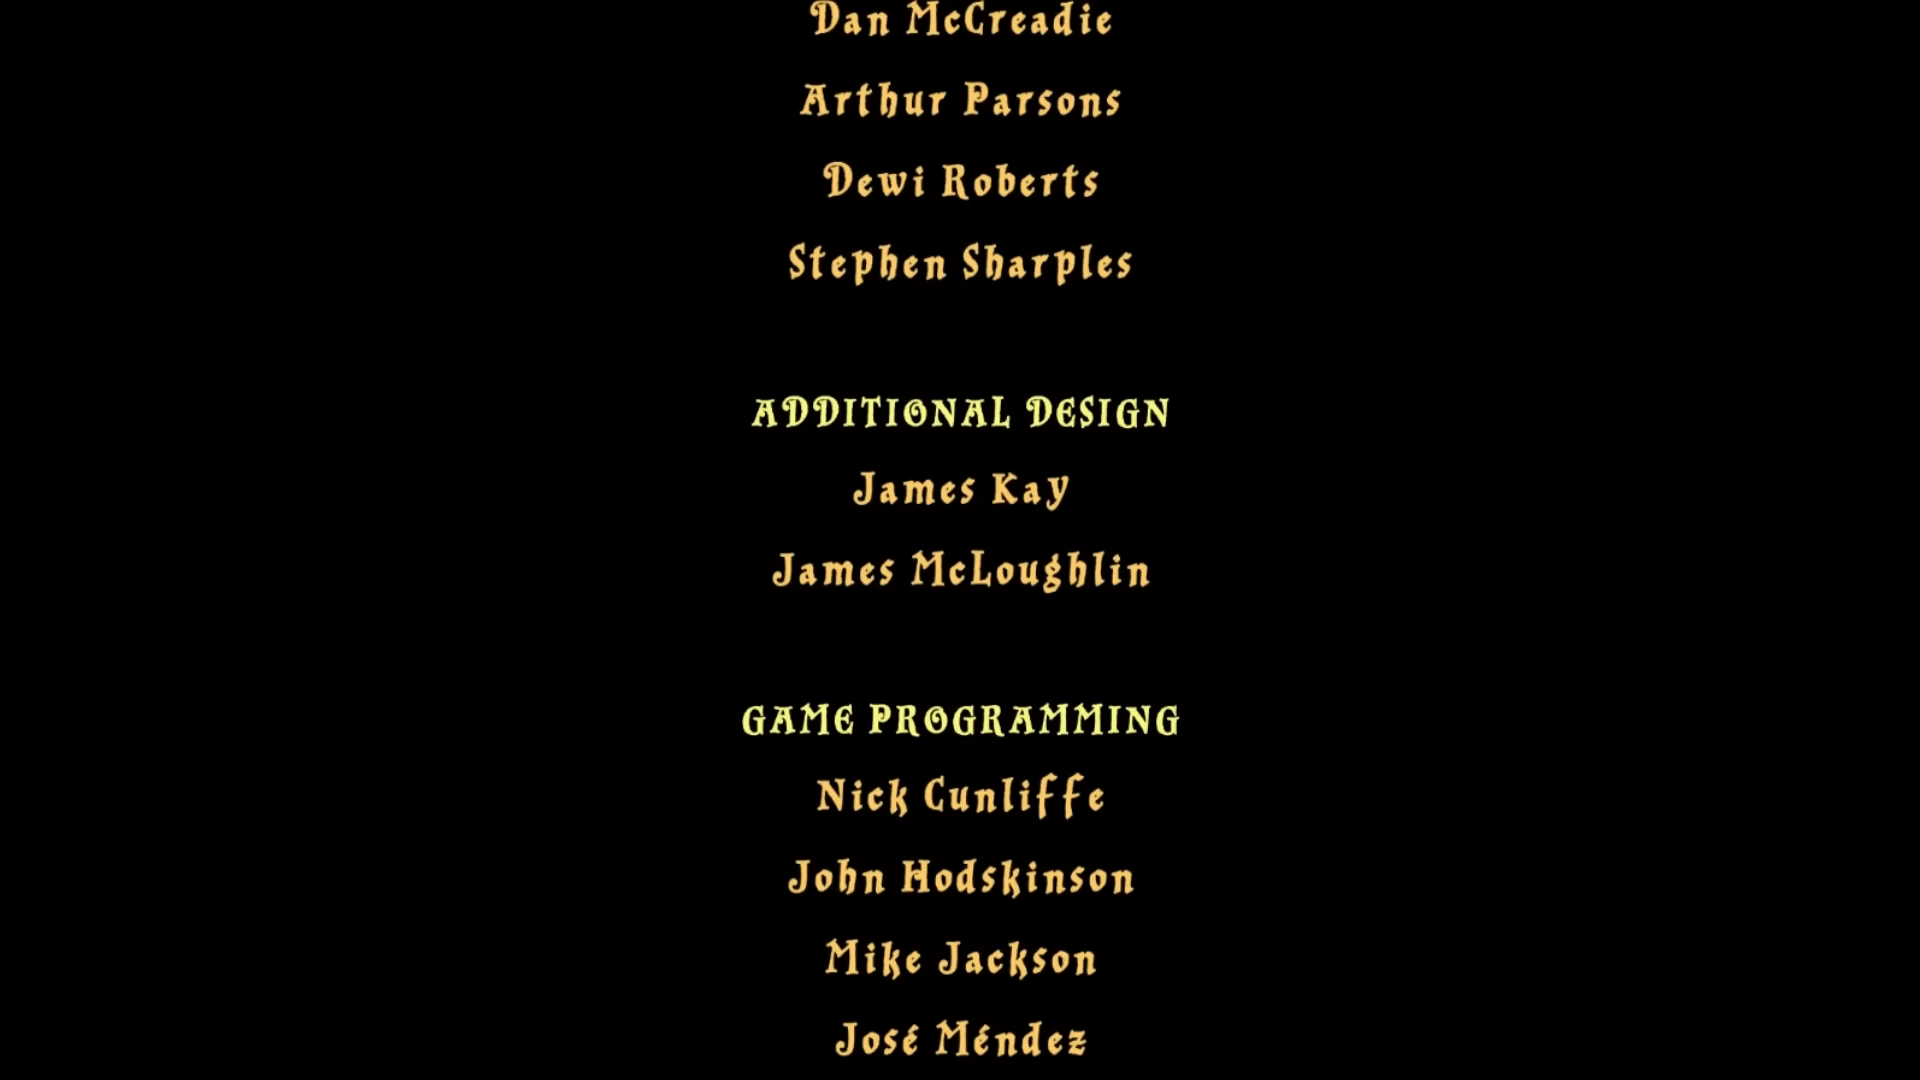 Dan McCreadie
Arthur Parsons
Dewi Roberts
Stephen Sharples
ADDITIONAL DESIGN
James Kay
James McLoughlin
GAME PROGRAMMING
Nick Cunliffe
John Hodskinson
Mike Jackson
José Méndez